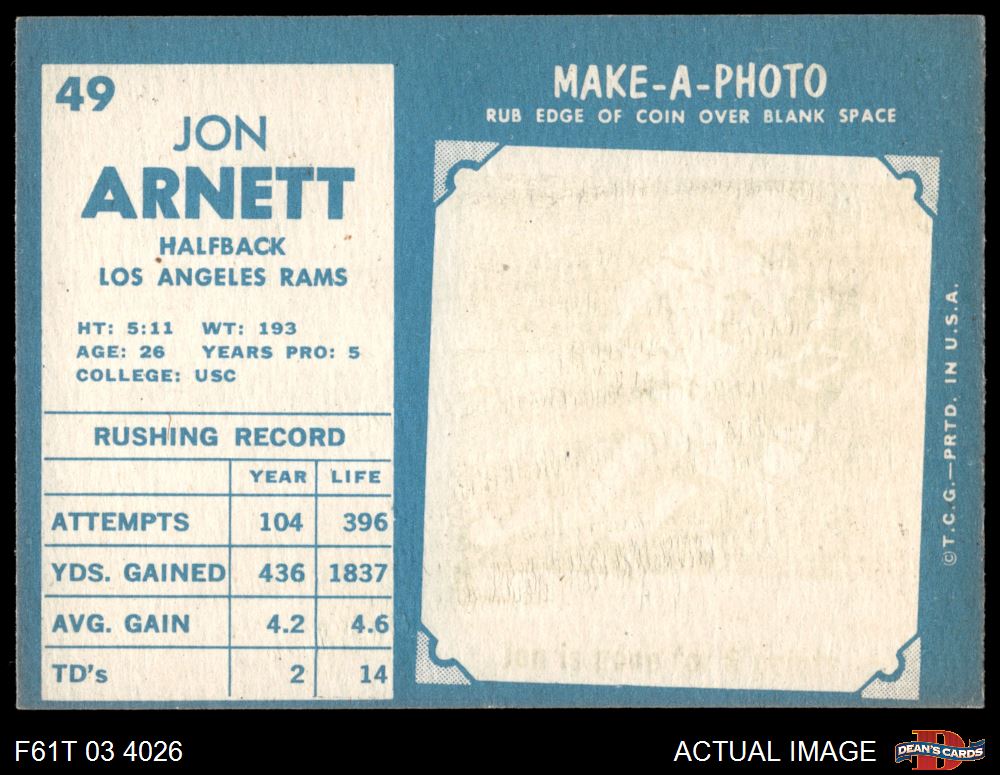 49
JON
ARNETT
HALFBACK
LOS ANGELES RAMS
HT: 5:11 WT: 193
AGE: 26 YEARS PRO: 5
COLLEGE: USC
RUSHING RECORD
YEAR LIFE
ATTEMPTS 104 396
YDS. GAINED 436 1837
AVG. GAIN 4.2 4.6
TD's 2 14
MAKE-A-PHOTO
RUB EDGE OF COIN OVER BLANK SPACE
Jon is
©T.C.G.—PRTD. IN U.S.A.
F61T 03 4026
ACTUAL IMAGE
D
DEAN'S CARDS